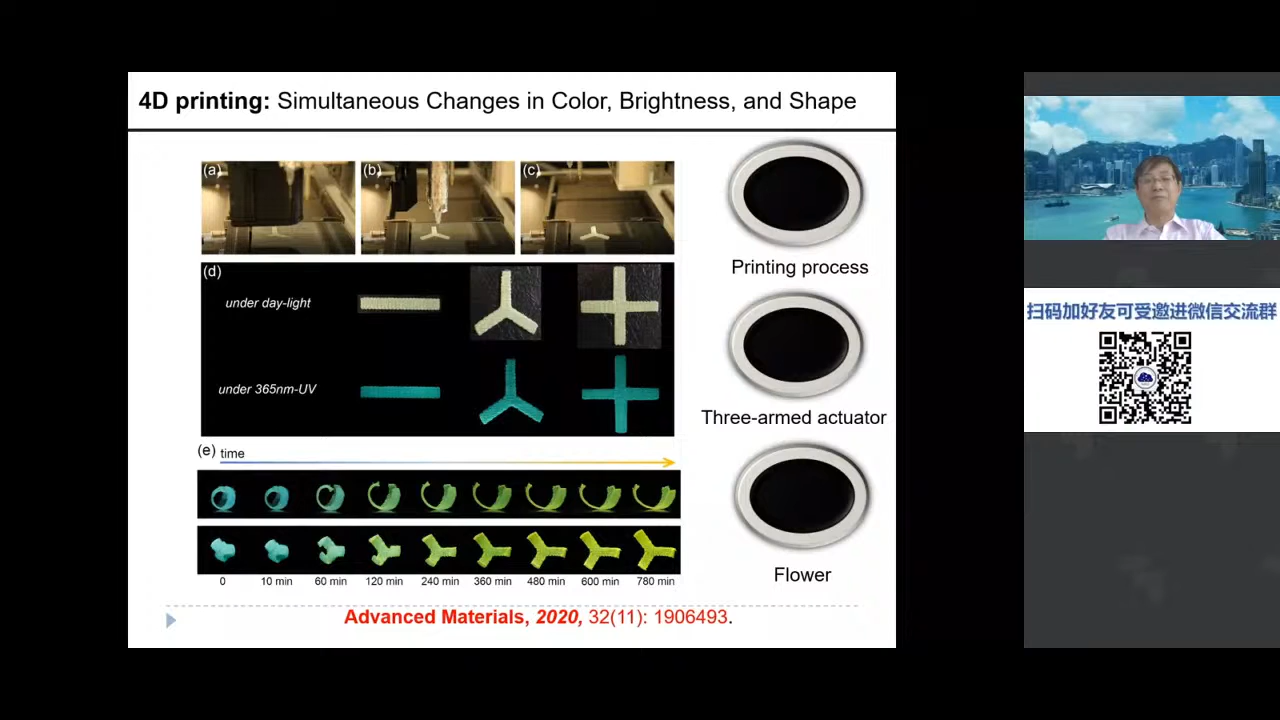 4D printing: Simultaneous Changes in Color, Brightness, and Shape
(a)
(b)
(c)
Printing process
(d)
under day-light
under 365nm-UV
Three-armed actuator
(e) time
0 10 min 60 min 120 min 240 min 360 min 480 min 600 min 780 min
Flower
Advanced Materials, 2020, 32(11): 1906493.
扫码加好友可受邀进微信交流群